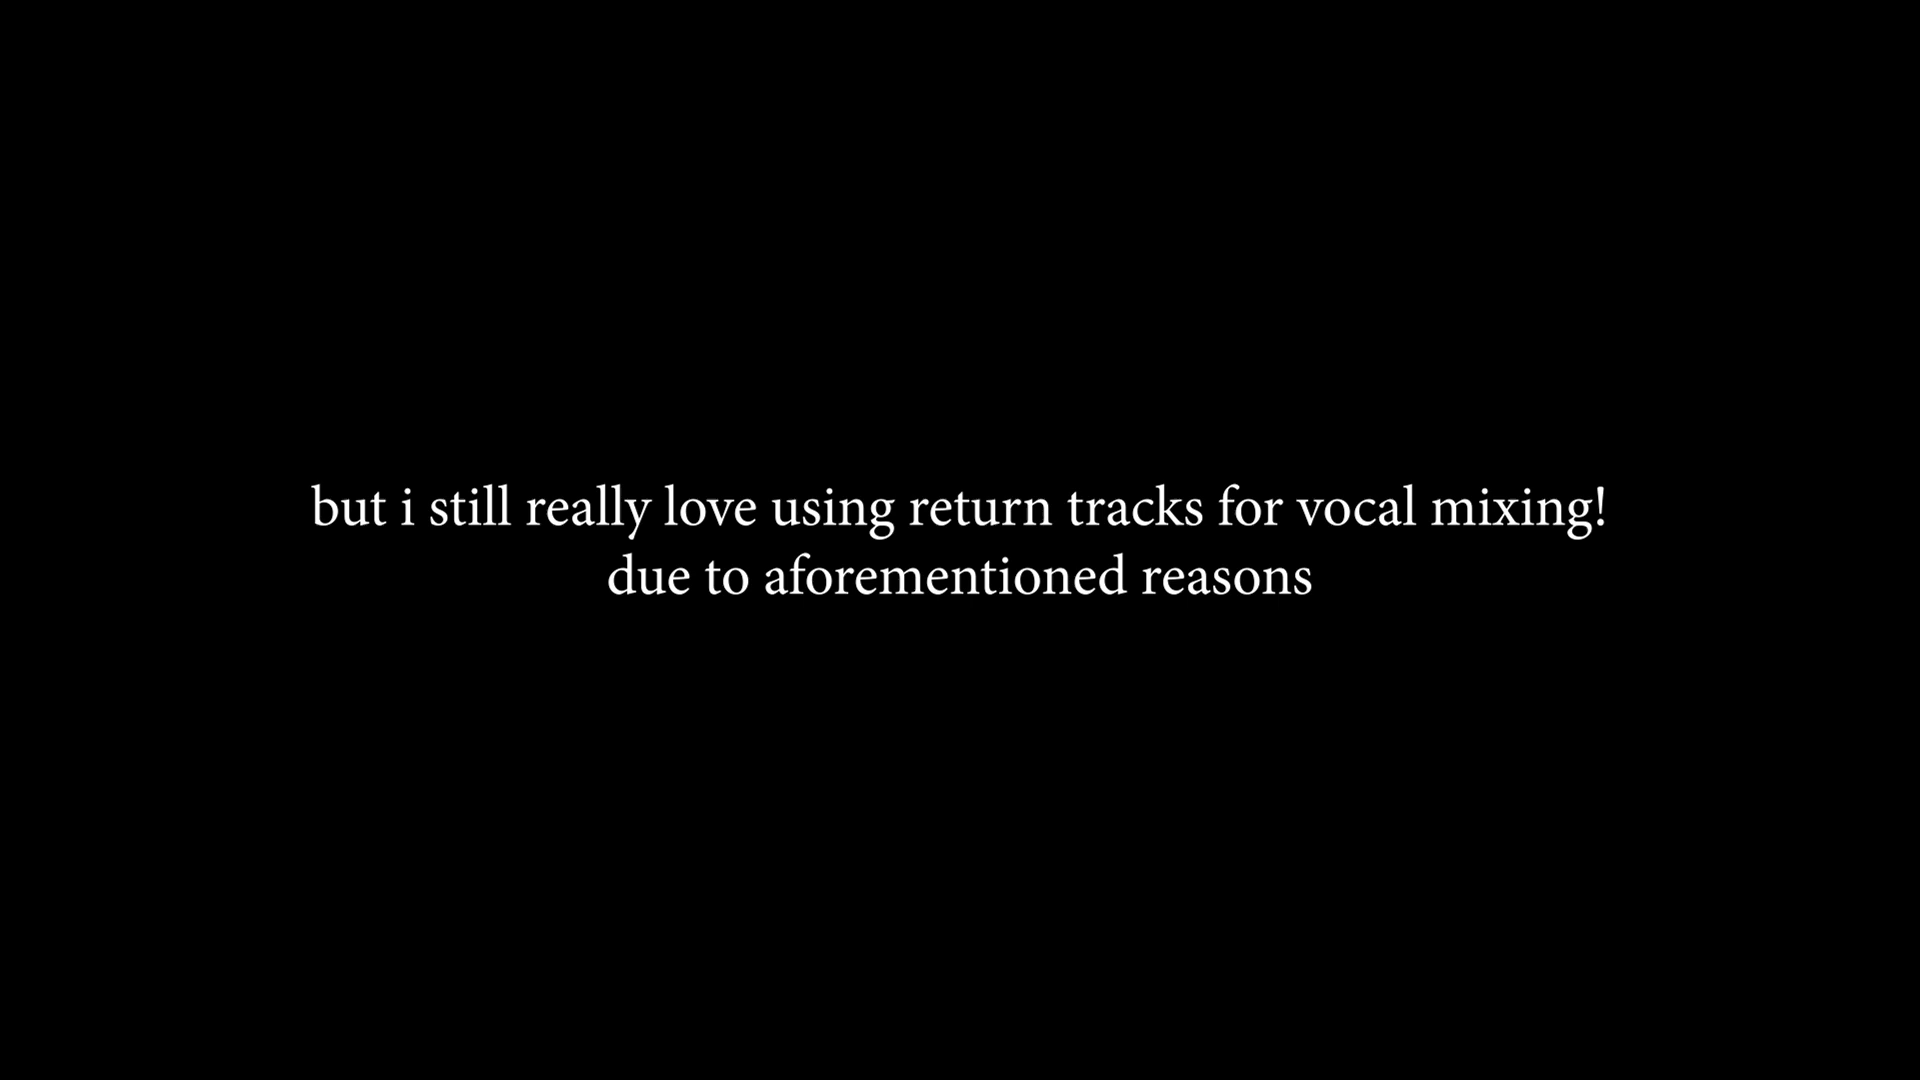 but i still really love using return tracks for vocal mixing!
due to aforementioned reasons